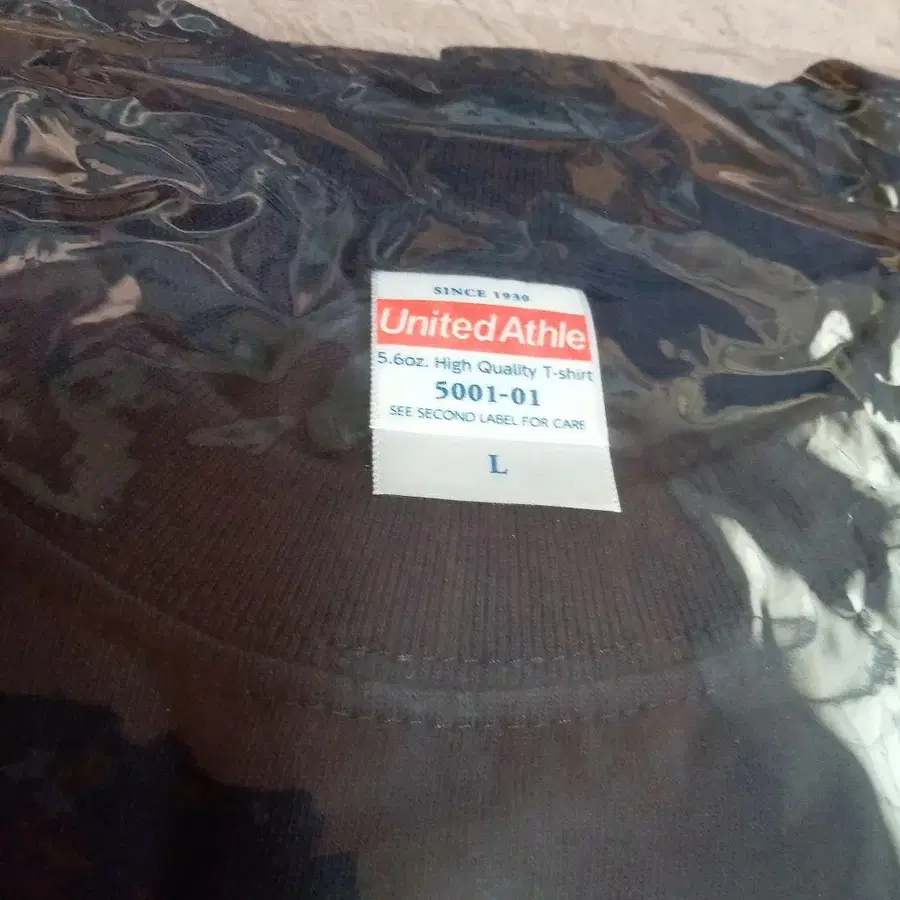 SINCE 1930
United Athle
5.6oz. High Quality T-shirt
5001-01
SEE SECOND LABEL FOR CARE
L